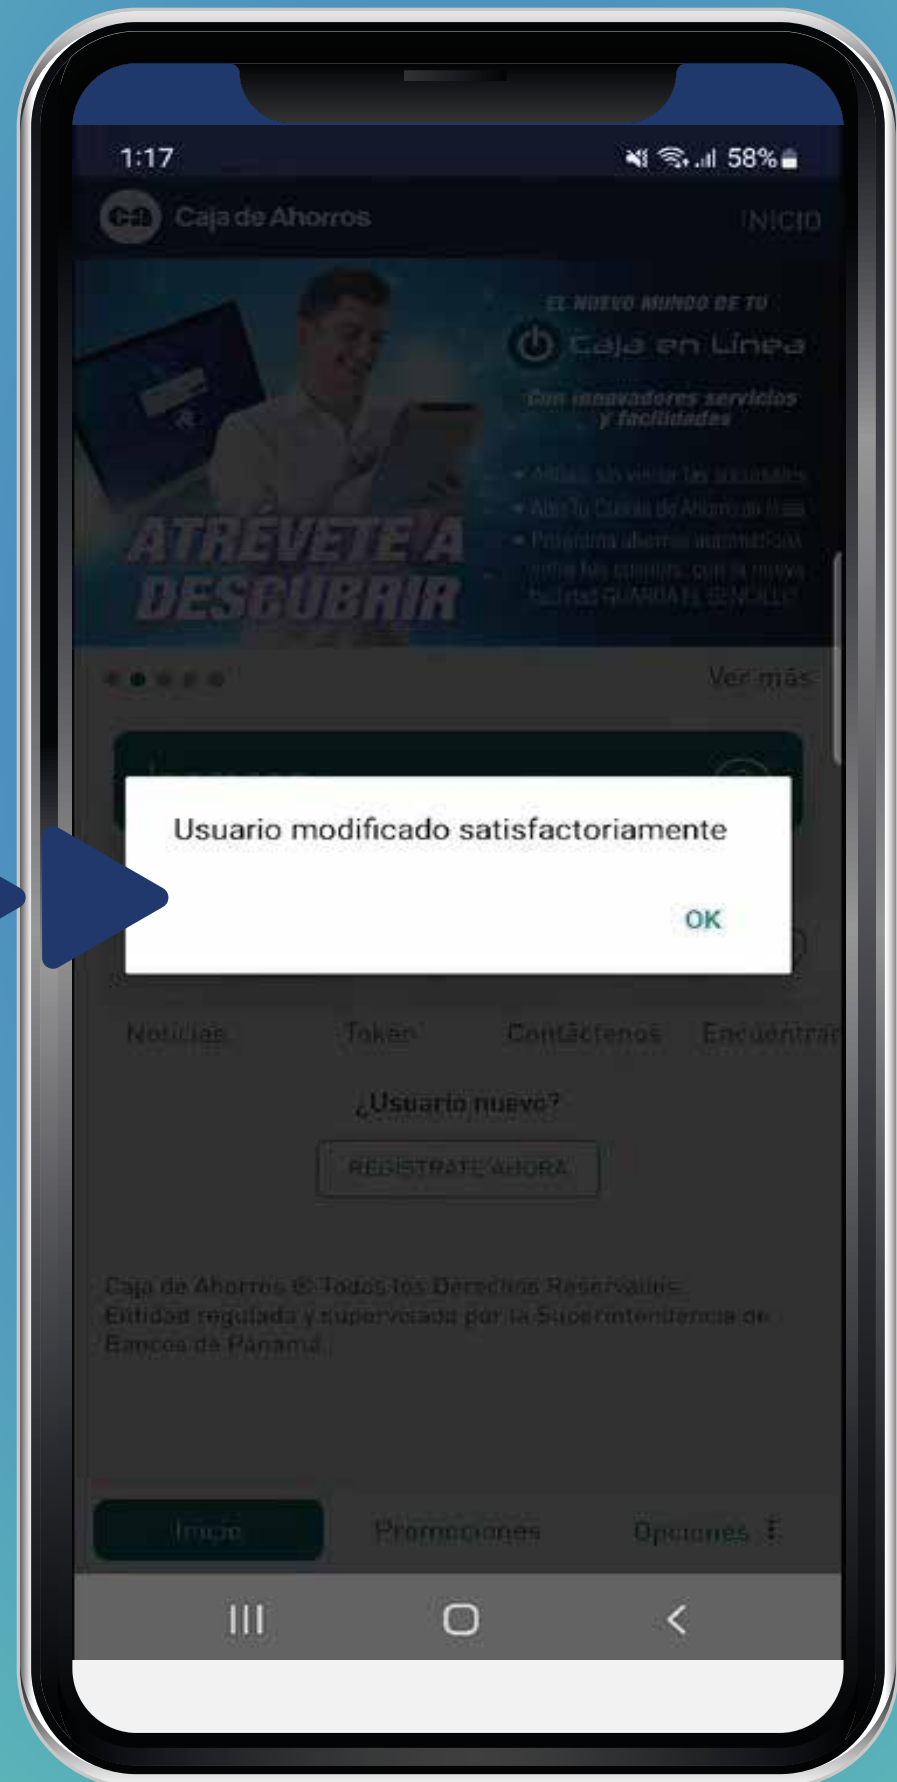 1:17
58%
Caja de Ahorros
INICIO
EL NUEVO MUNDO DE TU
Caja en Línea
Con innovadores servicios
y facilidades
ATRÉVETE A
DESCUBRIR
Ver más
Usuario modificado satisfactoriamente
OK
Noticias
Token
Contáctenos
Encuéntran
¿Usuario nuevo?
REGÍSTRATE AHORA
Caja de Ahorros © Todos los Derechos Reservados.
Entidad regulada y supervisada por la Superintendencia de
Bancos de Panamá.
Inicio
Promociones
Opciones